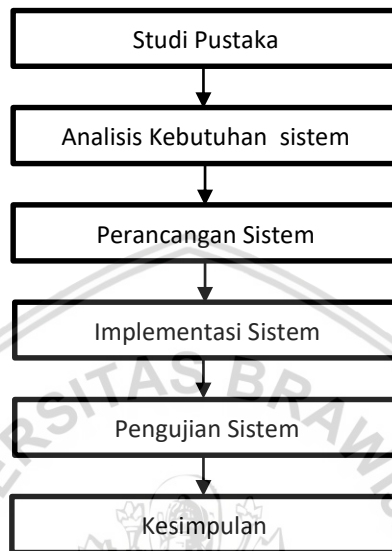 Studi Pustaka
Analisis Kebutuhan sistem
Perancangan Sistem
Implementasi Sistem
Pengujian Sistem
Kesimpulan